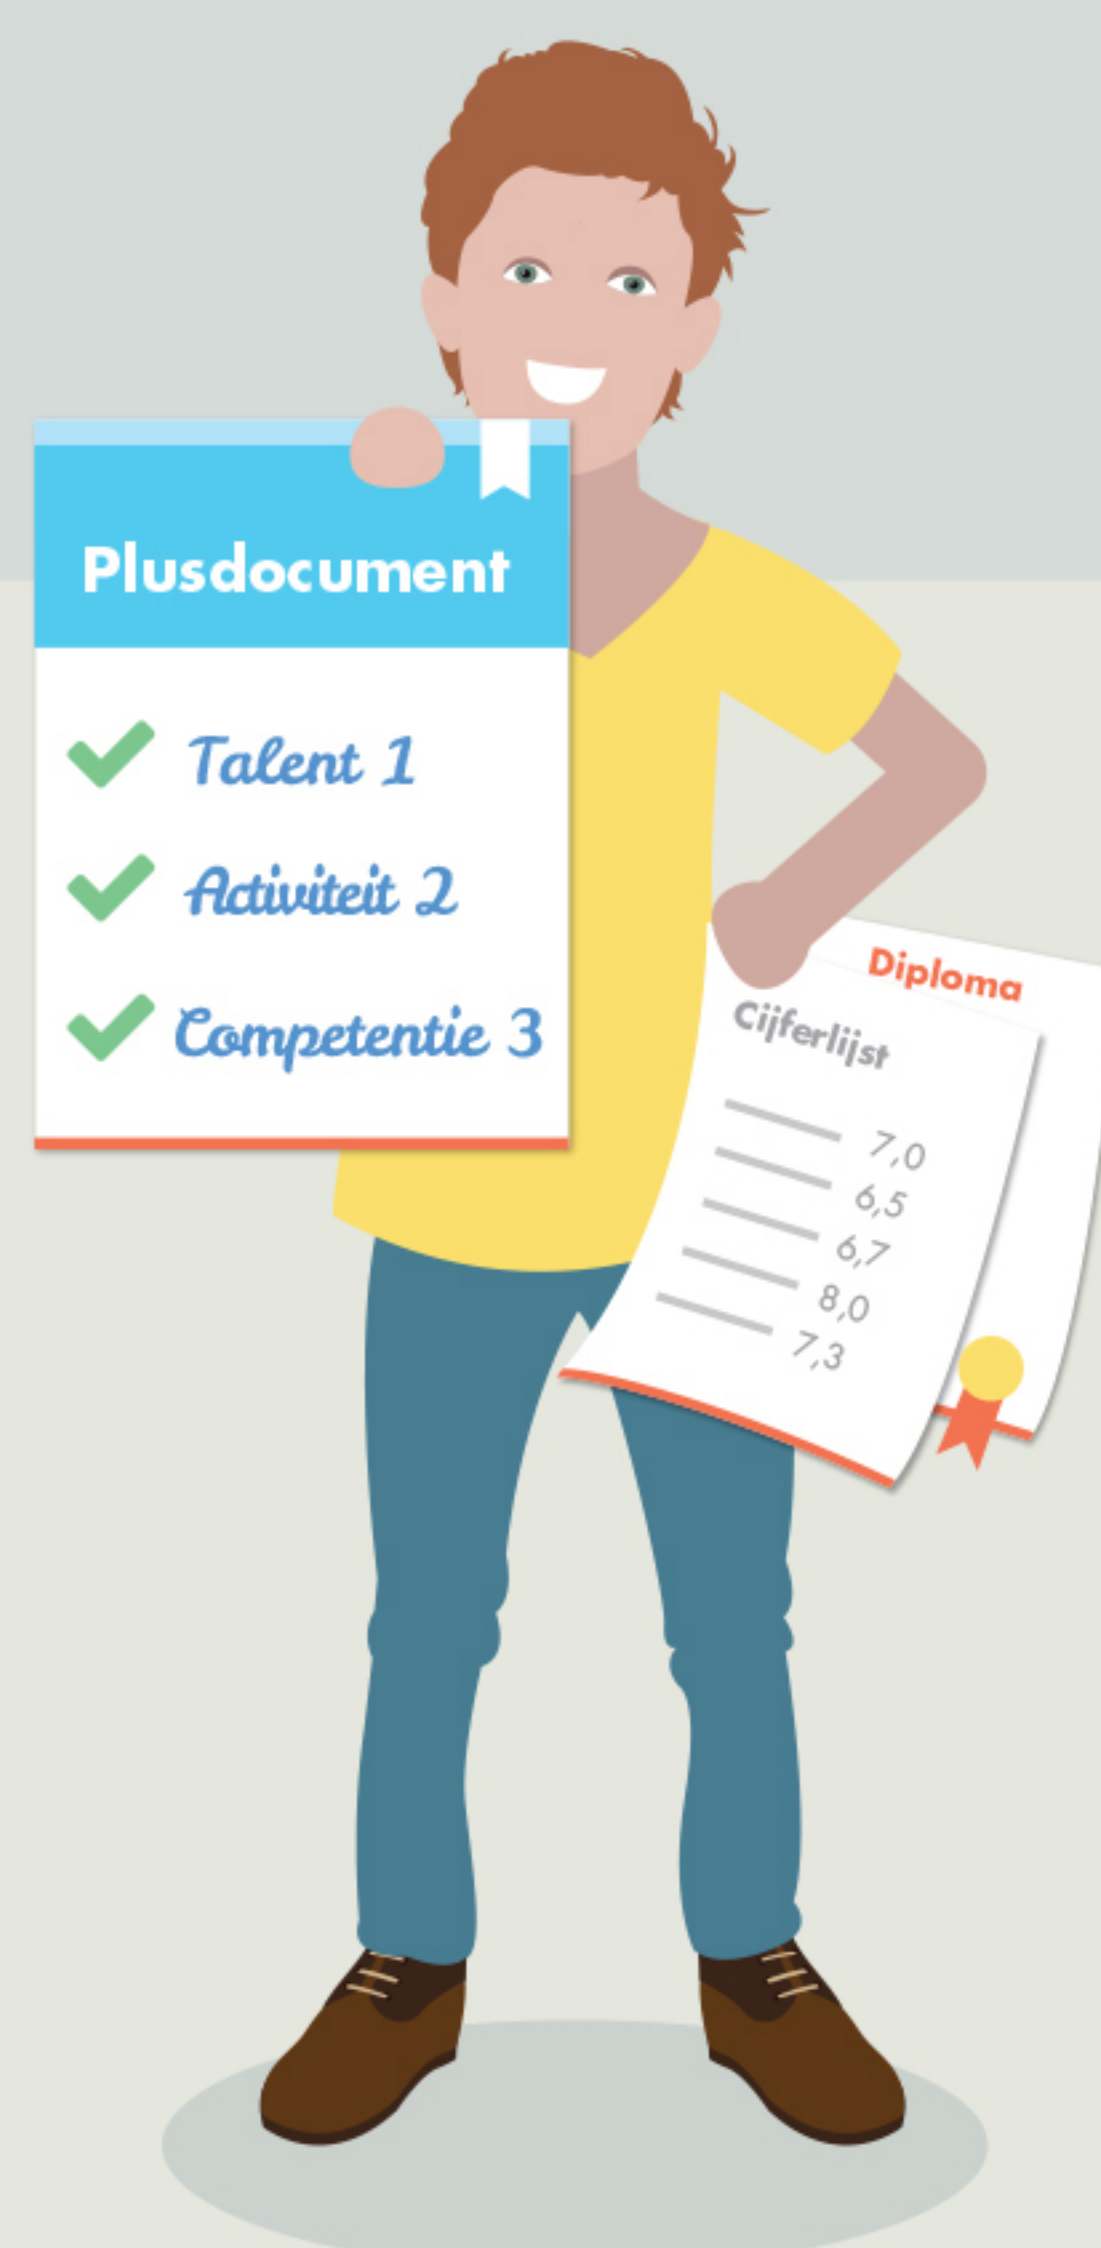 Plusdocument
Talent 1
Activiteit 2
Competentie 3
Diploma
Cijferlijst
7,0
6,5
6,7
8,0
7,3